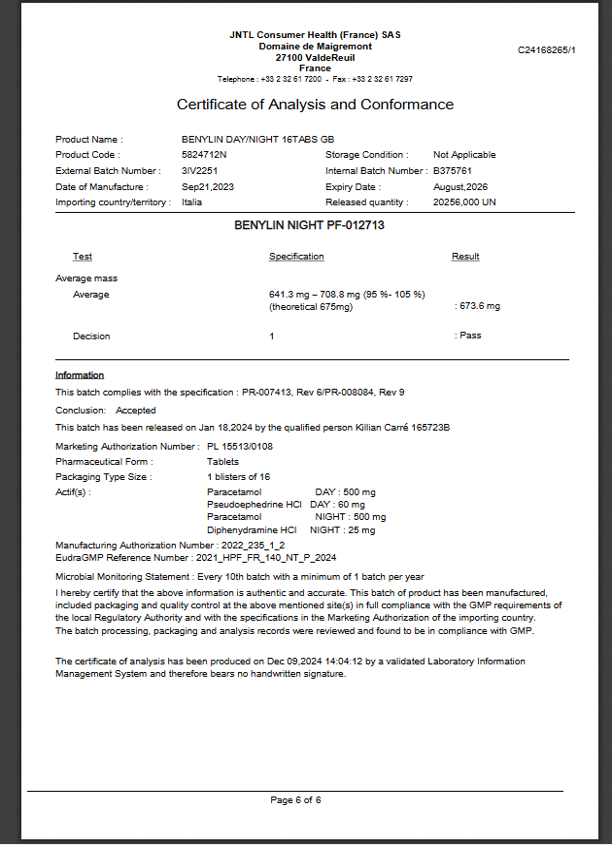 JNTL Consumer Health (France) SAS
Domaine de Maigremont
27100 ValdeReuil
France
Telephone : +33 2 32 61 7200 - Fax : +33 2 32 61 7297
C24168265/1
Certificate of Analysis and Conformance
Product Name : BENYLIN DAY/NIGHT 16TABS GB
Product Code : 5824712N Storage Condition : Not Applicable
External Batch Number : 3IV2251 Internal Batch Number : B375761
Date of Manufacture : Sep21,2023 Expiry Date : August,2026
Importing country/territory : Italia Released quantity : 20256,000 UN
BENYLIN NIGHT PF-012713
Test Specification Result
Average mass
Average 641.3 mg – 708.8 mg (95 %- 105 %)
(theoretical 675mg) : 673.6 mg
Decision 1 : Pass
Information
This batch complies with the specification : PR-007413, Rev 6/PR-008084, Rev 9
Conclusion: Accepted
This batch has been released on Jan 18,2024 by the qualified person Killian Carré 165723B
Marketing Authorization Number : PL 15513/0108
Pharmaceutical Form : Tablets
Packaging Type Size : 1 blisters of 16
Actif(s) : Paracetamol DAY : 500 mg
Pseudoephedrine HCl DAY : 60 mg
Paracetamol NIGHT : 500 mg
Diphenydramine HCl NIGHT : 25 mg
Manufacturing Authorization Number : 2022_235_1_2
EudraGMP Reference Number : 2021_HPF_FR_140_NT_P_2024
Microbial Monitoring Statement : Every 10th batch with a minimum of 1 batch per year
I hereby certify that the above information is authentic and accurate. This batch of product has been manufactured,
included packaging and quality control at the above mentioned site(s) in full compliance with the GMP requirements of
the local Regulatory Authority and with the specifications in the Marketing Authorization of the importing country.
The batch processing, packaging and analysis records were reviewed and found to be in compliance with GMP.
The certificate of analysis has been produced on Dec 09,2024 14:04:12 by a validated Laboratory Information
Management System and therefore bears no handwritten signature.
Page 6 of 6